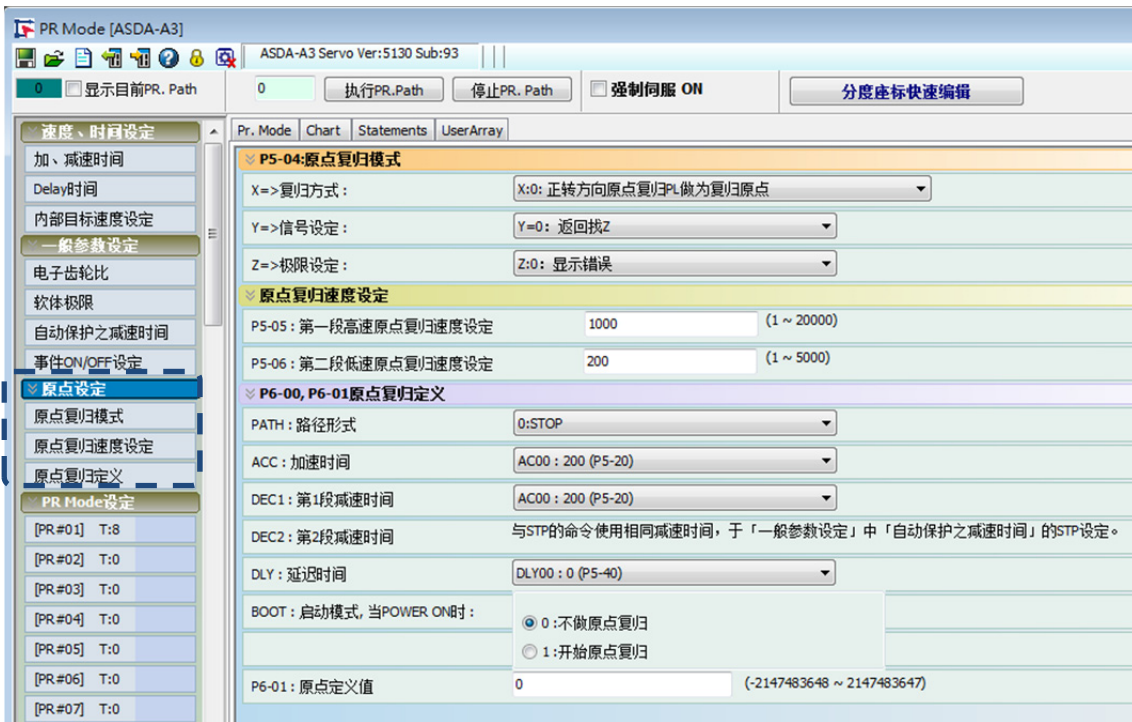 PR Mode [ASDA-A3]
ASDA-A3 Servo Ver:5130 Sub:93
0 显示目前PR. Path 0 执行PR.Path 停止PR. Path 强制伺服 ON 分度座标快速编辑
Pr. Mode Chart Statements UserArray
速度、时间设定
加、减速时间
Delay时间
内部目标速度设定
一般参数设定
电子齿轮比
软体极限
自动保护之减速时间
事件ON/OFF设定
原点设定
原点复归模式
原点复归速度设定
原点复归定义
PR Mode设定
[PR#01] T:8
[PR#02] T:0
[PR#03] T:0
[PR#04] T:0
[PR#05] T:0
[PR#06] T:0
[PR#07] T:0
P5-04:原点复归模式
X=>复归方式: X:0: 正转方向原点复归PL做为复归原点
Y=>信号设定: Y=0: 返回找Z
Z=>极限设定: Z:0: 显示错误
原点复归速度设定
P5-05:第一段高速原点复归速度设定 1000 (1 ~ 20000)
P5-06:第二段低速原点复归速度设定 200 (1 ~ 5000)
P6-00, P6-01原点复归定义
PATH:路径形式 0:STOP
ACC:加速时间 AC00 : 200 (P5-20)
DEC1:第1段减速时间 AC00 : 200 (P5-20)
DEC2:第2段减速时间 与STP的命令使用相同减速时间,于「一般参数设定」中「自动保护之减速时间」的STP设定。
DLY:延迟时间 DLY00 : 0 (P5-40)
BOOT:启动模式, 当POWER ON时: 0 :不做原点复归
1 :开始原点复归
P6-01:原点定义值 0 (-2147483648 ~ 2147483647)